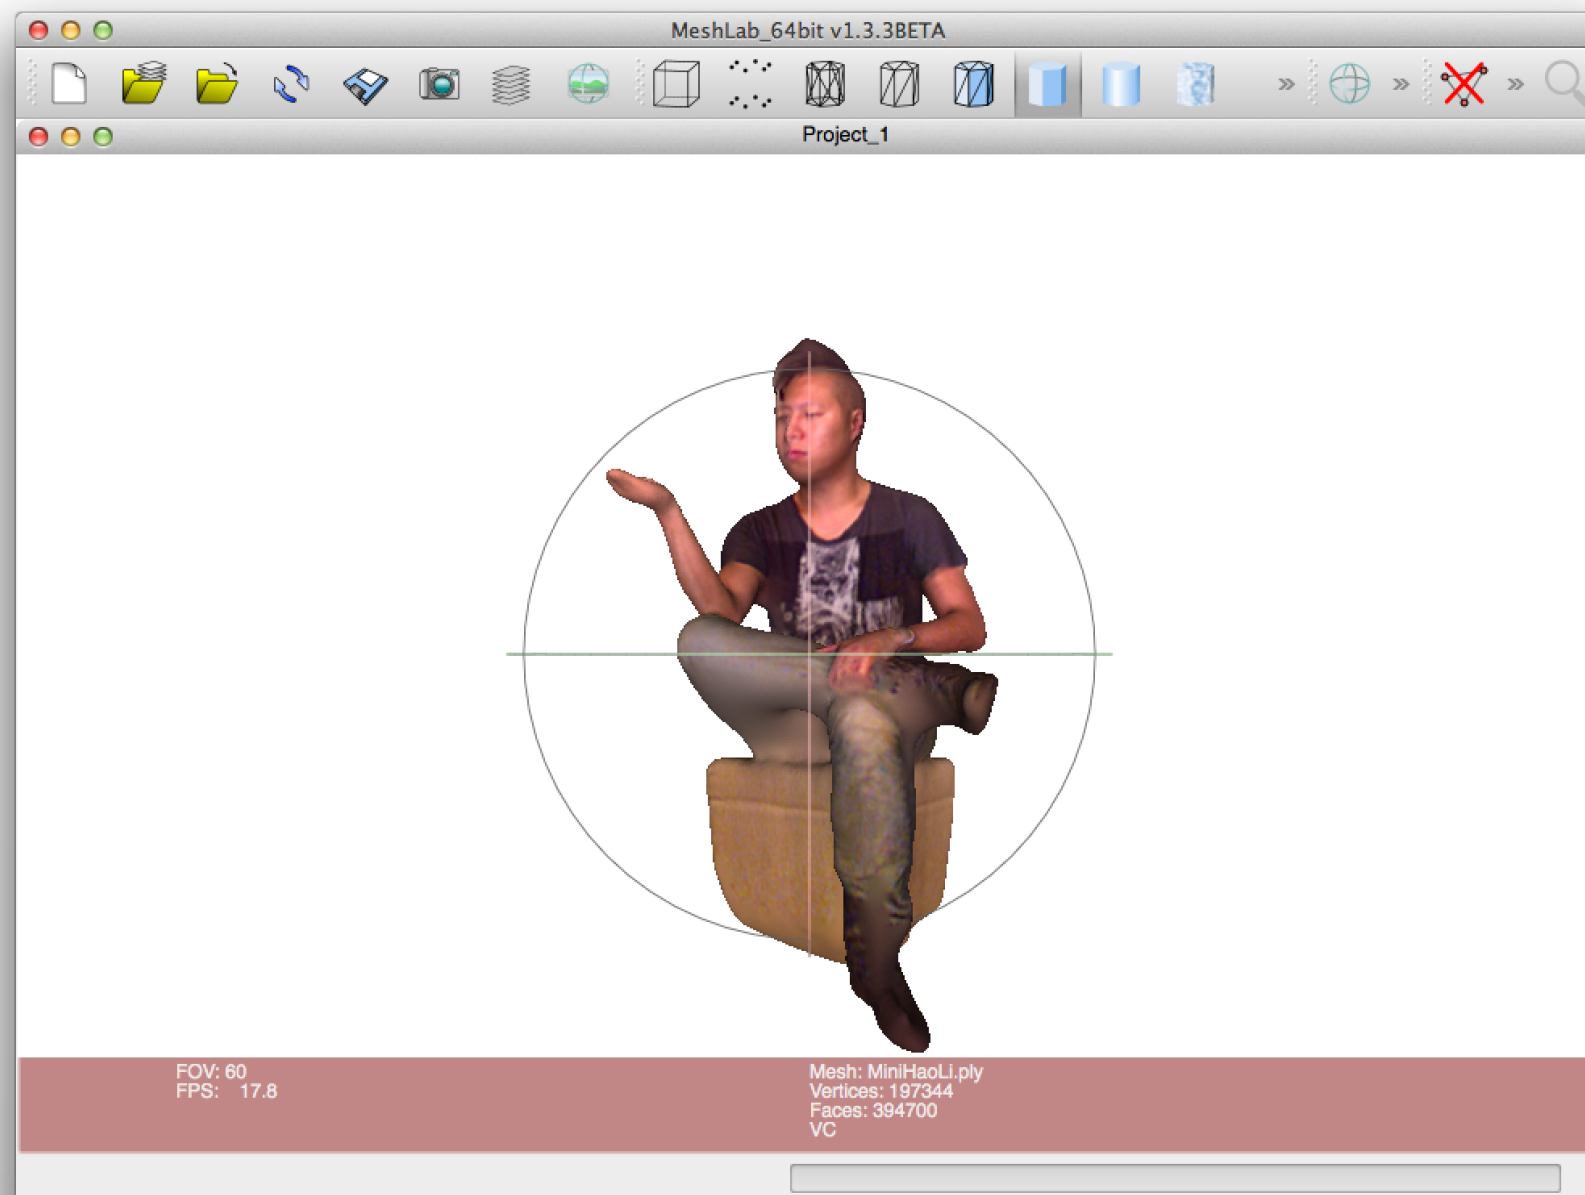 MeshLab_64bit v1.3.3BETA
Project_1
FOV: 60
FPS: 17.8
Mesh: MiniHaoLi.ply
Vertices: 197344
Faces: 394700
VC